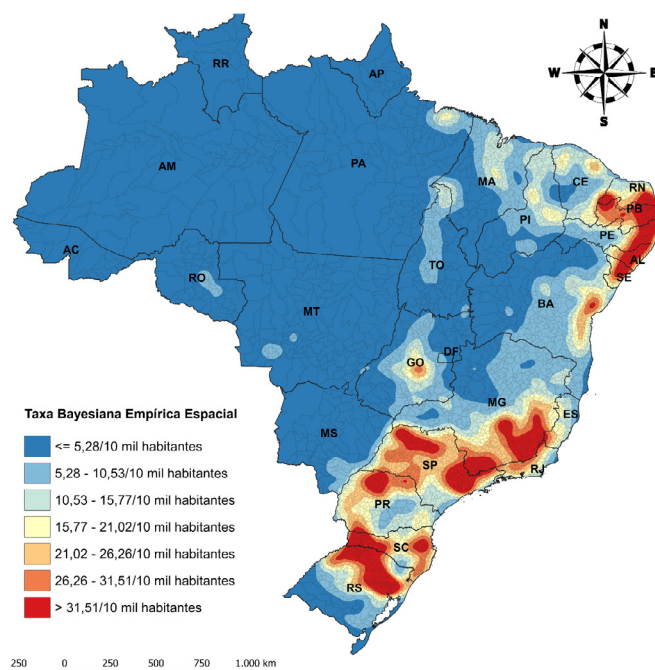 N
W E
S
RR
AP
AM
PA
MA
CE
RN
PB
PI
PE
AC
AL
TO
SE
RO
BA
MT
DF
GO
MG
ES
MS
SP
RJ
PR
SC
RS
Taxa Bayesiana Empírica Espacial
<= 5,28/10 mil habitantes
5,28 - 10,53/10 mil habitantes
10,53 - 15,77/10 mil habitantes
15,77 - 21,02/10 mil habitantes
21,02 - 26,26/10 mil habitantes
26,26 - 31,51/10 mil habitantes
> 31,51/10 mil habitantes
250 0 250 500 750 1.000 km